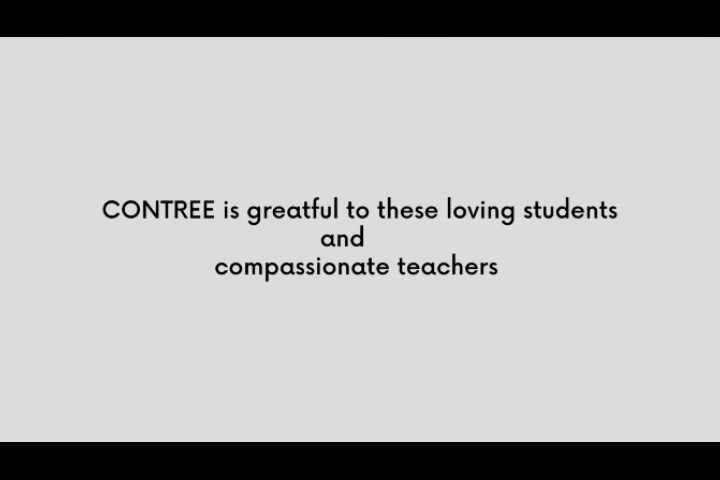 CONTREE is greatful to these loving students
and
compassionate teachers